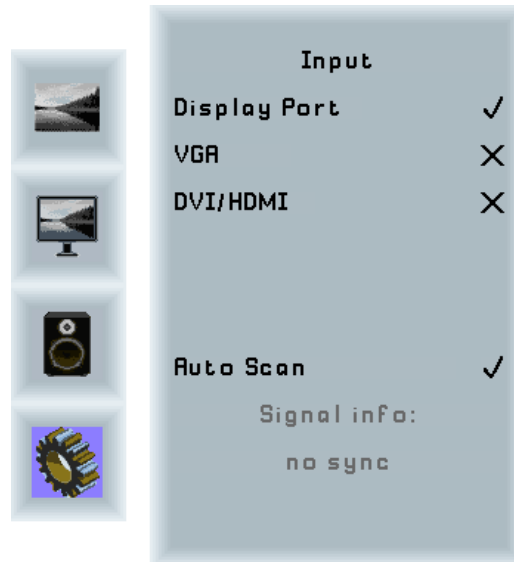 Input
Display Port ✓
VGA ✕
DVI/HDMI ✕
Auto Scan ✓
Signal info:
no sync